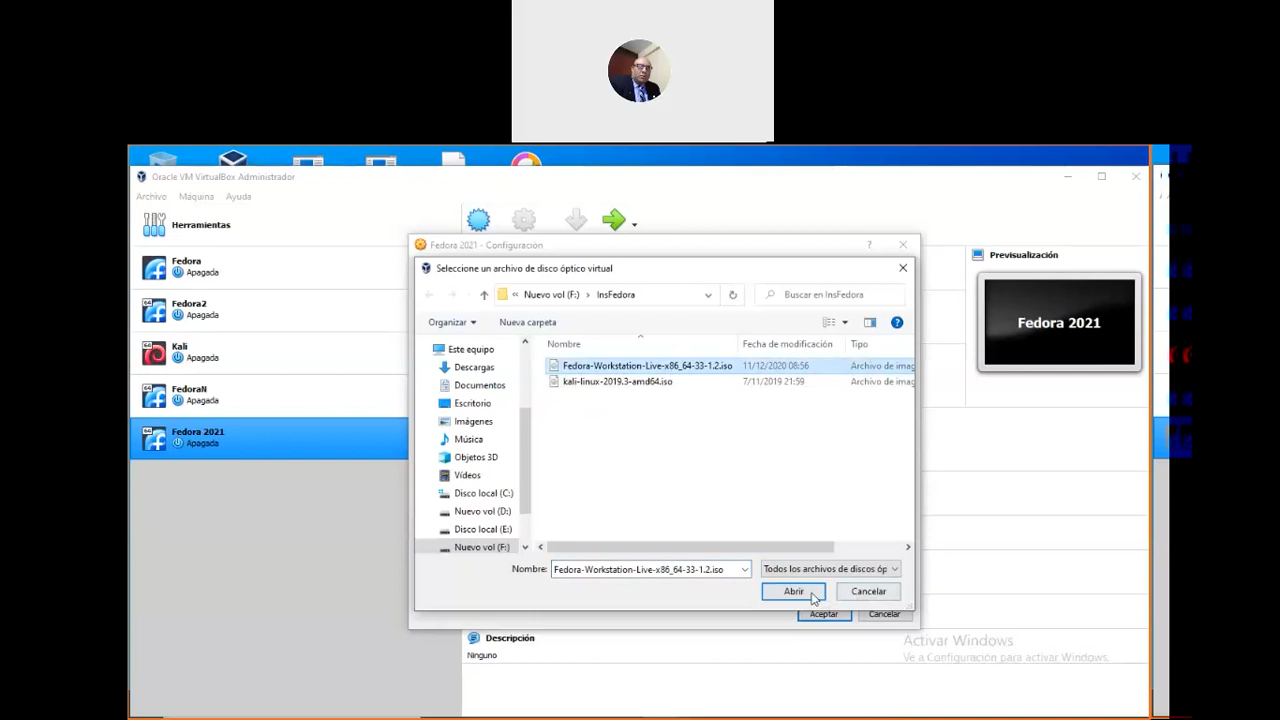 Oracle VM VirtualBox Administrador
Archivo Máquina Ayuda
Herramientas
Fedora
Apagada
Fedora2
Apagada
Kali
Apagada
FedoraN
Apagada
Fedora 2021
Apagada
Fedora 2021 - Configuración
Seleccione un archivo de disco óptico virtual
« Nuevo vol (F:) › InsFedora
Buscar en InsFedora
Organizar Nueva carpeta
Este equipo
Descargas
Documentos
Escritorio
Imágenes
Música
Objetos 3D
Vídeos
Disco local (C:)
Nuevo vol (D:)
Disco local (E:)
Nuevo vol (F:)
Nombre Fecha de modificación Tipo
Fedora-Workstation-Live-x86_64-33-1.2.iso 11/12/2020 08:56 Archivo de imag
kali-linux-2019.3-amd64.iso 7/11/2019 21:59 Archivo de imag
Nombre: Fedora-Workstation-Live-x86_64-33-1.2.iso Todos los archivos de discos óp
Abrir Cancelar
Aceptar Cancelar
Previsualización
Fedora 2021
Descripción
Ninguno
Activar Windows
Ve a Configuración para activar Windows.